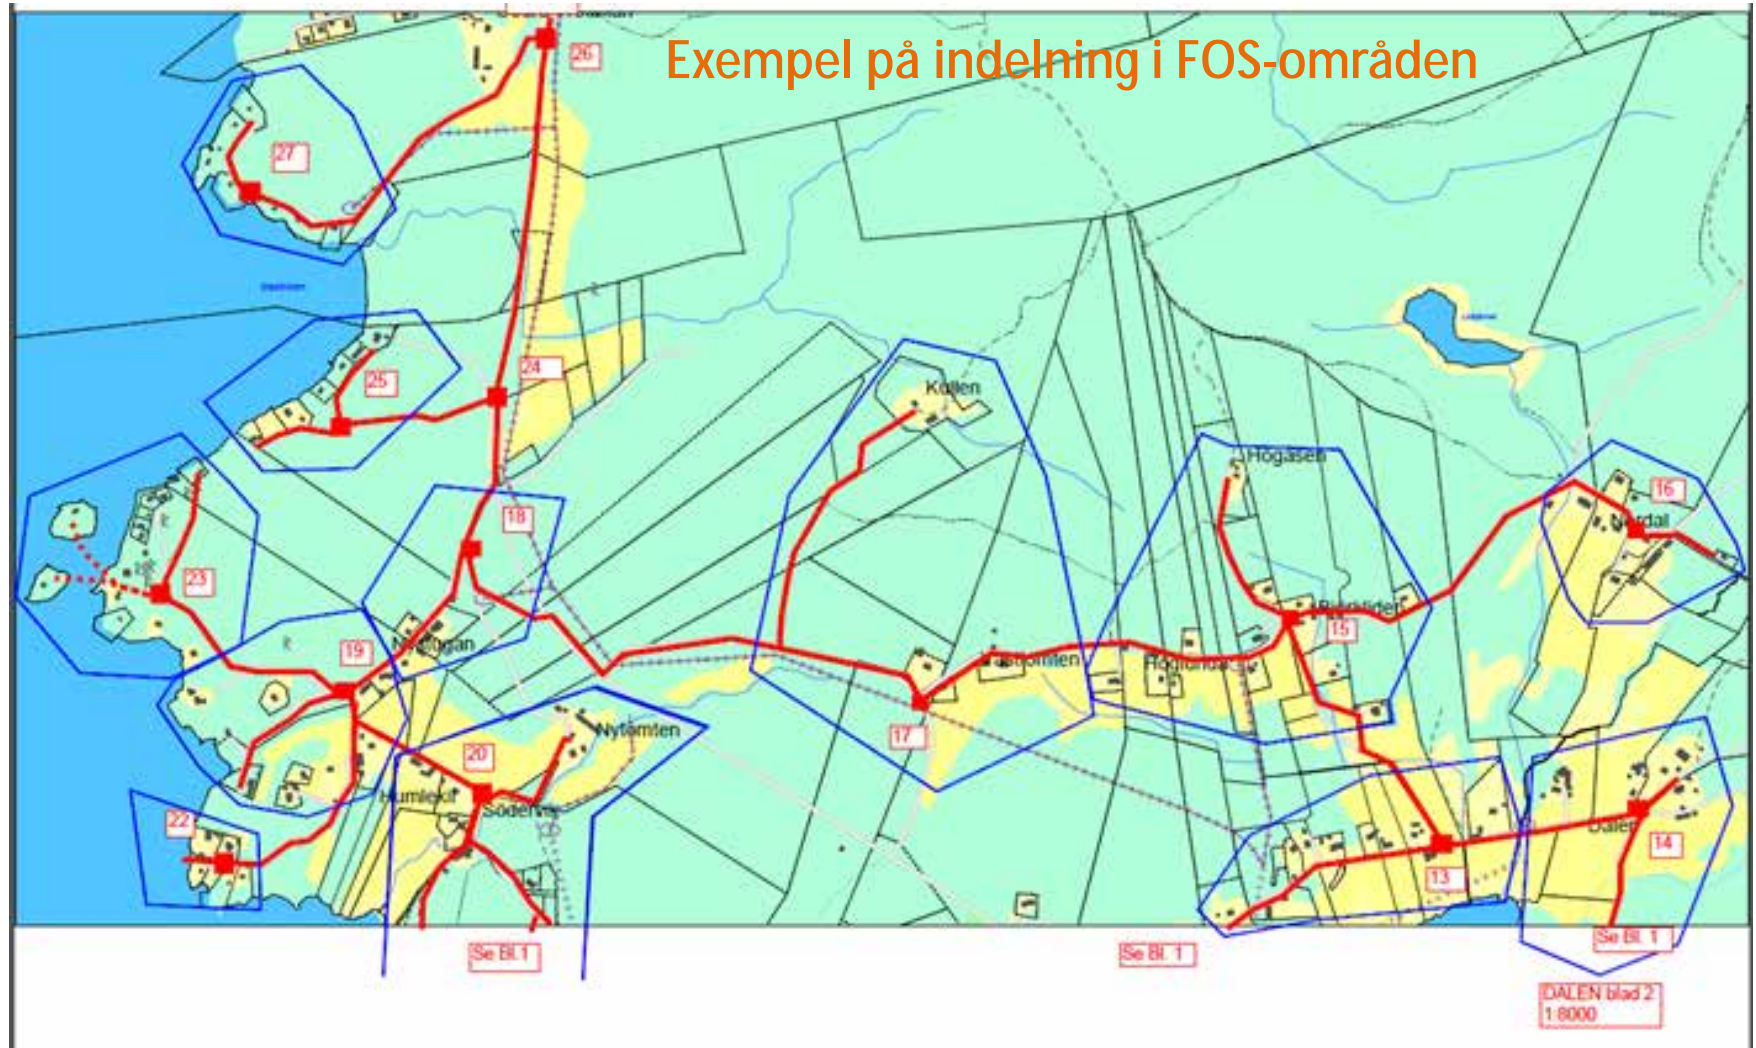 Exempel på indelning i FOS-områden
26
27
24
25
Kullen
Högåsen
16
Nordal
18
23
15
19
17
Nytomten
20
Humlekil
22
Dalen
14
13
Se Bl.1
Se Bl. 1
Se Bl. 1
DALEN blad 2
1:8000